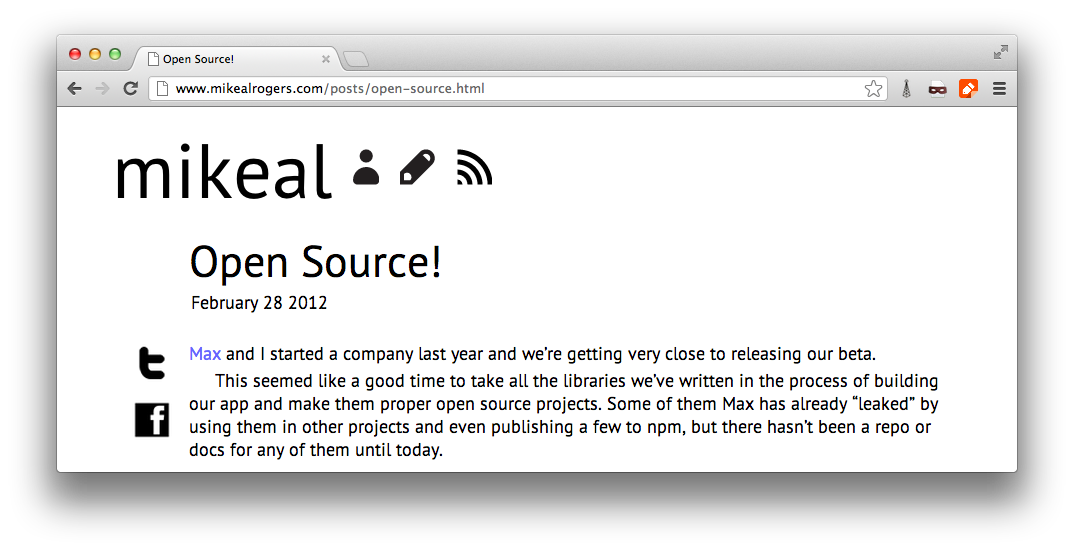 Open Source!
www.mikealrogers.com/posts/open-source.html
mikeal
Open Source!
February 28 2012
Max and I started a company last year and we’re getting very close to releasing our beta.
This seemed like a good time to take all the libraries we’ve written in the process of building
our app and make them proper open source projects. Some of them Max has already “leaked” by
using them in other projects and even publishing a few to npm, but there hasn’t been a repo or
docs for any of them until today.